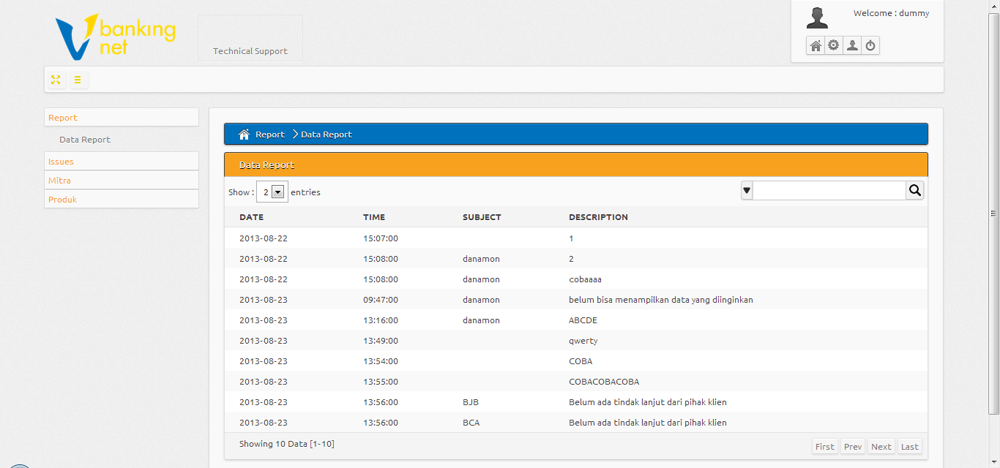 banking
net
Technical Support
Welcome : dummy
Report
Data Report
Issues
Mitra
Produk
Report Data Report
Data Report
Show : 2 entries
DATE TIME SUBJECT DESCRIPTION
2013-08-22 15:07:00 1
2013-08-22 15:08:00 danamon 2
2013-08-22 15:08:00 danamon cobaaaa
2013-08-23 09:47:00 danamon belum bisa menampilkan data yang diinginkan
2013-08-23 13:16:00 danamon ABCDE
2013-08-23 13:49:00 qwerty
2013-08-23 13:54:00 COBA
2013-08-23 13:55:00 COBACOBACOBA
2013-08-23 13:56:00 BJB Belum ada tindak lanjut dari pihak klien
2013-08-23 13:56:00 BCA Belum ada tindak lanjut dari pihak klien
Showing 10 Data [1-10]
First Prev Next Last